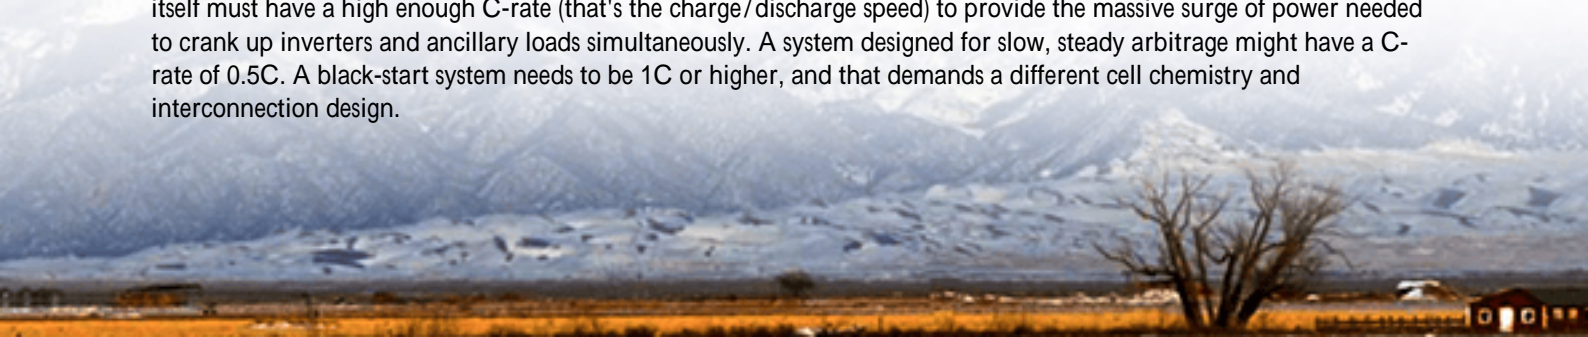 itself must have a high enough C-rate (that's the charge/discharge speed) to provide the massive surge of power needed
to crank up inverters and ancillary loads simultaneously. A system designed for slow, steady arbitrage might have a C-
rate of 0.5C. A black-start system needs to be 1C or higher, and that demands a different cell chemistry and
interconnection design.